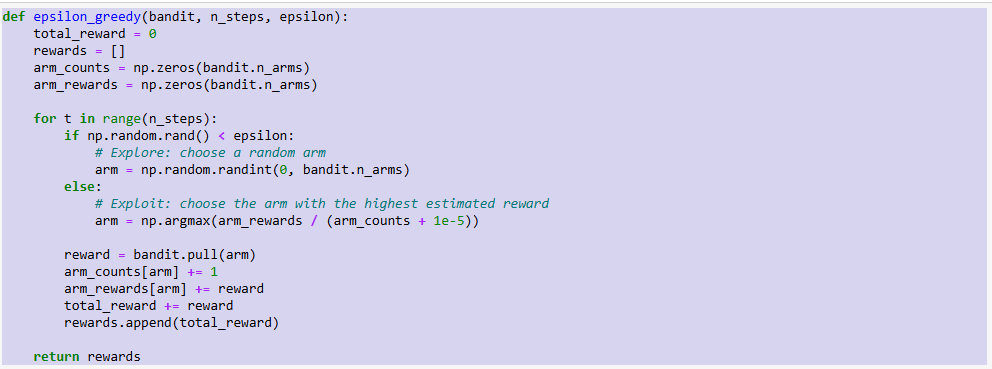 def epsilon_greedy(bandit, n_steps, epsilon):
    total_reward = 0
    rewards = []
    arm_counts = np.zeros(bandit.n_arms)
    arm_rewards = np.zeros(bandit.n_arms)

    for t in range(n_steps):
        if np.random.rand() < epsilon:
            # Explore: choose a random arm
            arm = np.random.randint(0, bandit.n_arms)
        else:
            # Exploit: choose the arm with the highest estimated reward
            arm = np.argmax(arm_rewards / (arm_counts + 1e-5))

        reward = bandit.pull(arm)
        arm_counts[arm] += 1
        arm_rewards[arm] += reward
        total_reward += reward
        rewards.append(total_reward)

    return rewards